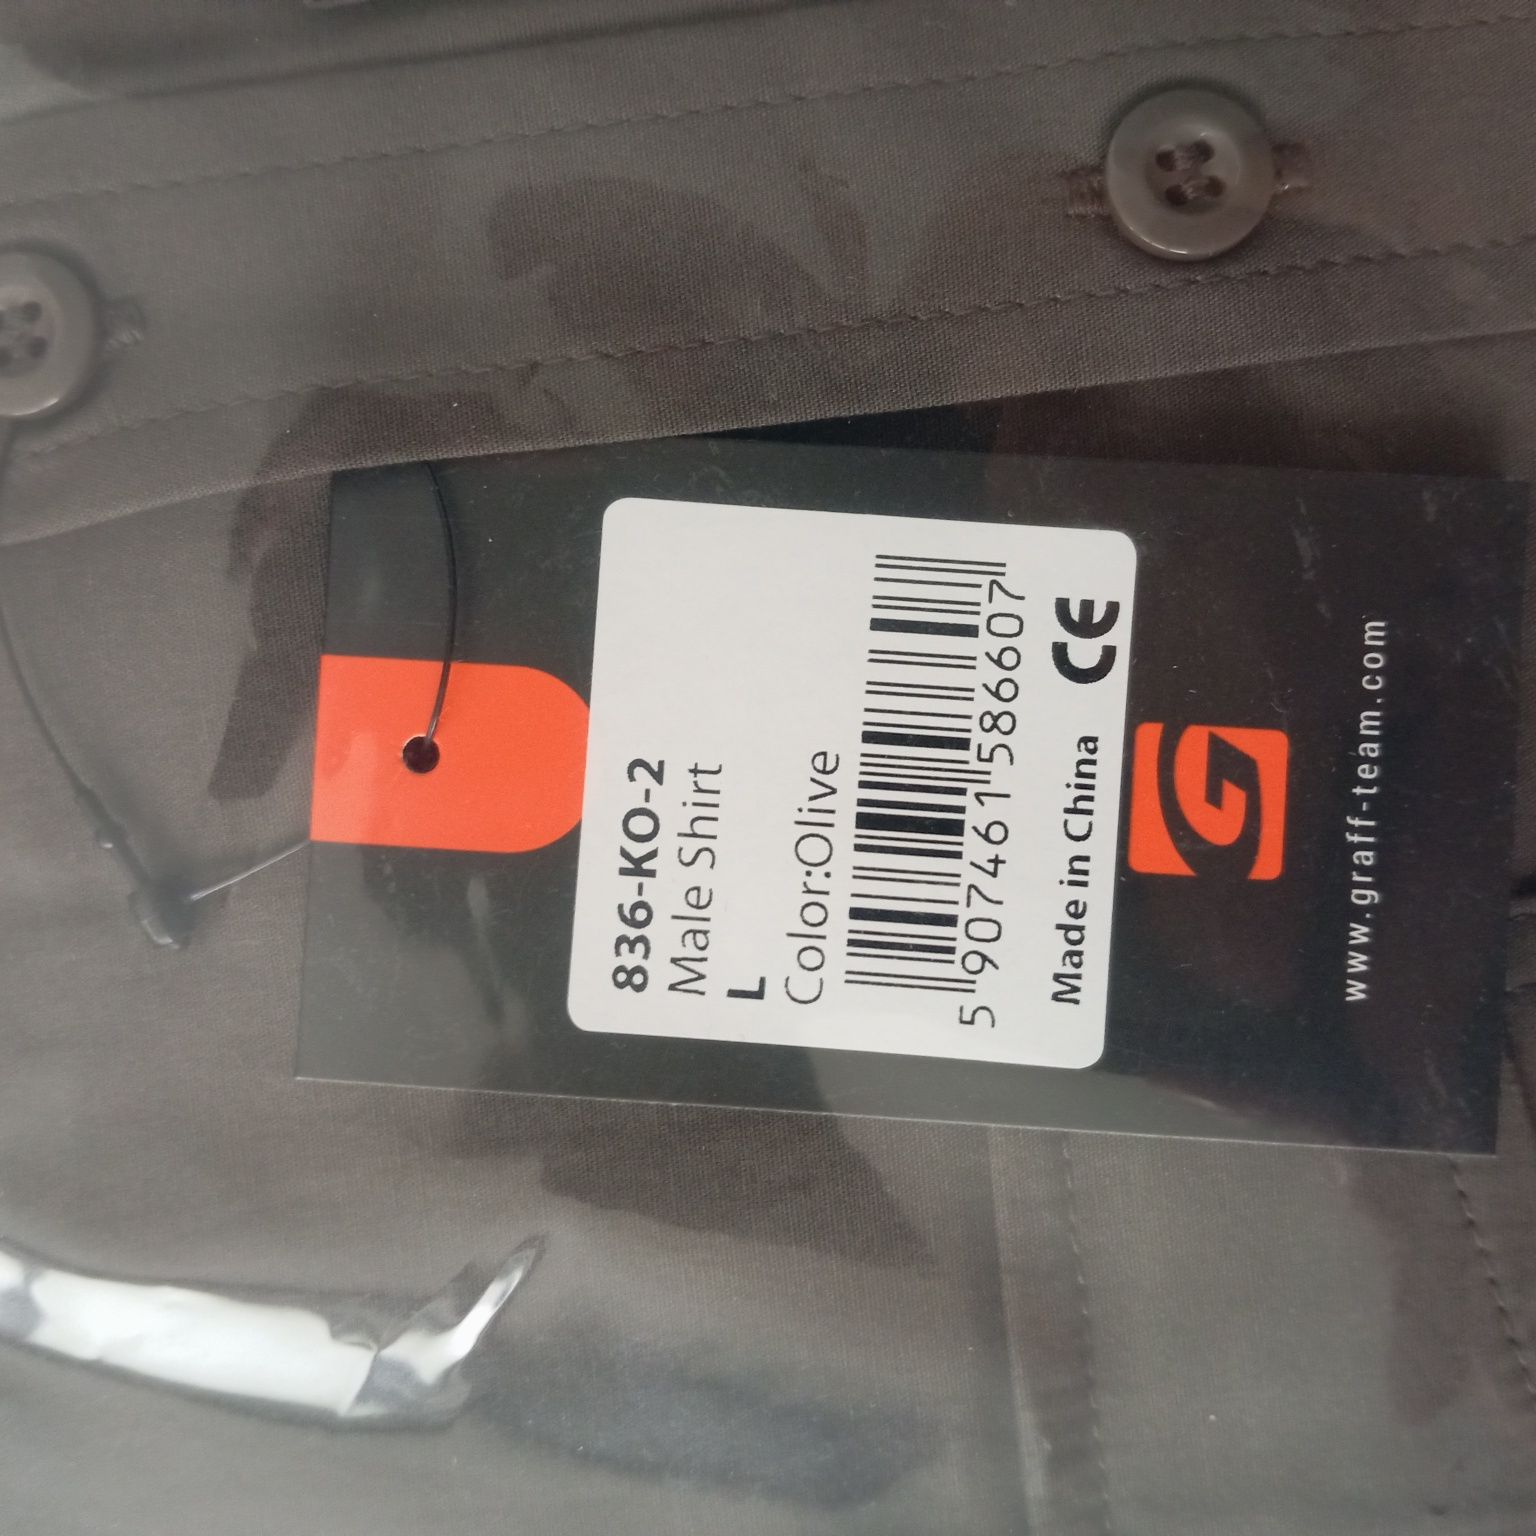 836-KO-2
Male Shirt
L
Color:Olive
5 907461 586607
Made in China CE
G
www.graff-team.com